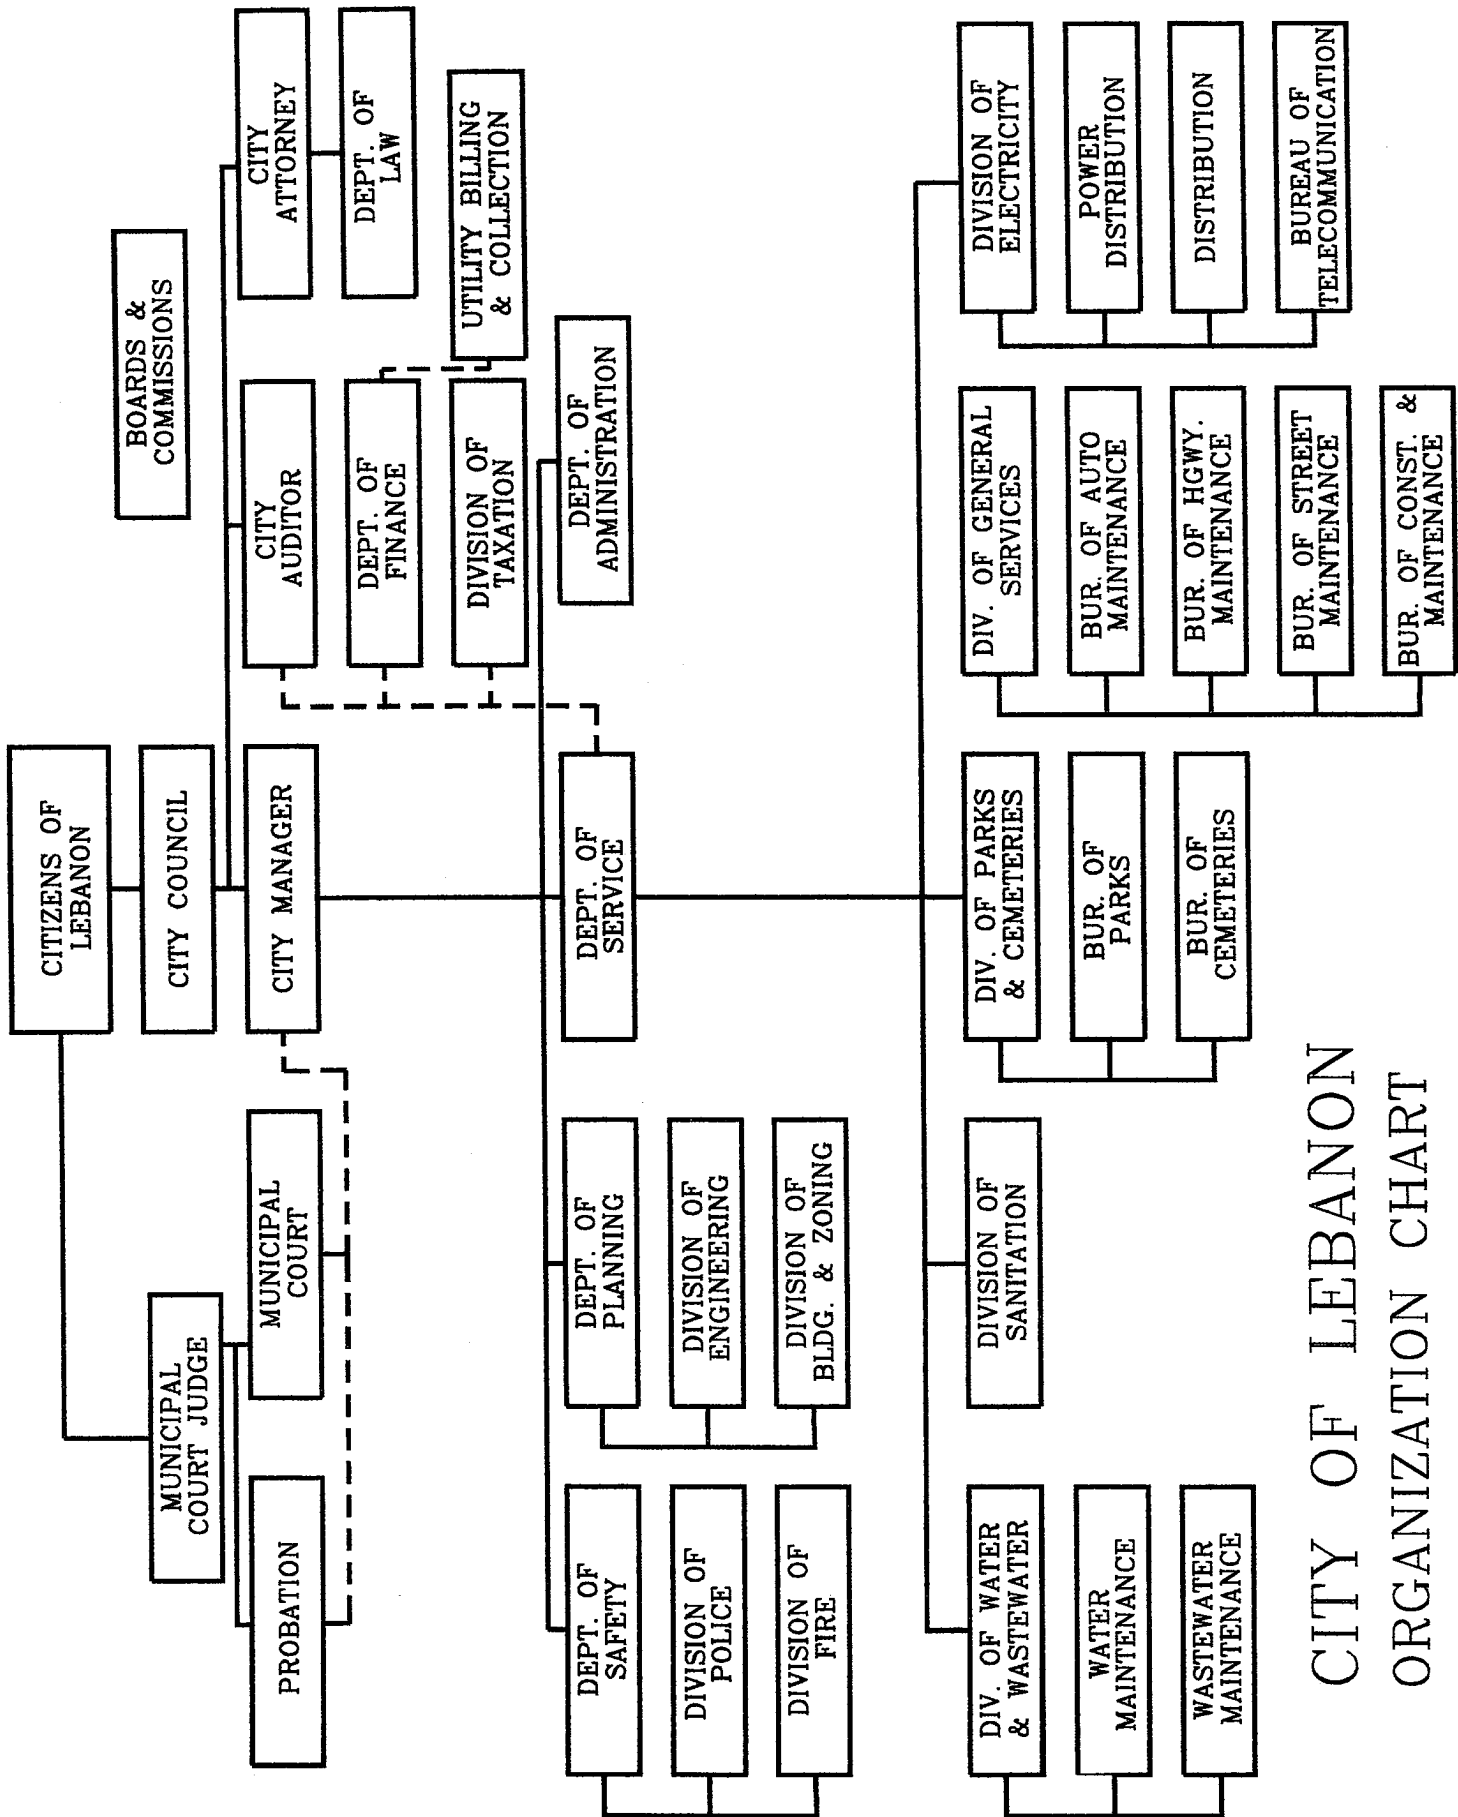 CITIZENS OF
LEBANON
CITY COUNCIL
CITY MANAGER
BOARDS &
COMMISSIONS
MUNICIPAL
COURT JUDGE
PROBATION
MUNICIPAL
COURT
CITY
AUDITOR
DEPT. OF
FINANCE
DIVISION OF
TAXATION
CITY
ATTORNEY
DEPT. OF
LAW
UTILITY BILLING
& COLLECTION
DEPT. OF
SAFETY
DIVISION OF
POLICE
DIVISION OF
FIRE
DEPT. OF
PLANNING
DIVISION OF
ENGINEERING
DIVISION OF
BLDG. & ZONING
DEPT. OF
SERVICE
DEPT. OF
ADMINISTRATION
DIV. OF WATER
& WASTEWATER
WATER
MAINTENANCE
WASTEWATER
MAINTENANCE
DIVISION OF
SANITATION
DIV. OF PARKS
& CEMETERIES
BUR. OF
PARKS
BUR. OF
CEMETERIES
DIV. OF GENERAL
SERVICES
BUR. OF AUTO
MAINTENANCE
BUR. OF HGWY.
MAINTENANCE
BUR. OF STREET
MAINTENANCE
BUR. OF CONST. &
MAINTENANCE
DIVISION OF
ELECTRICITY
POWER
DISTRIBUTION
DISTRIBUTION
BUREAU OF
TELECOMMUNICATION
CITY OF LEBANON
ORGANIZATION CHART